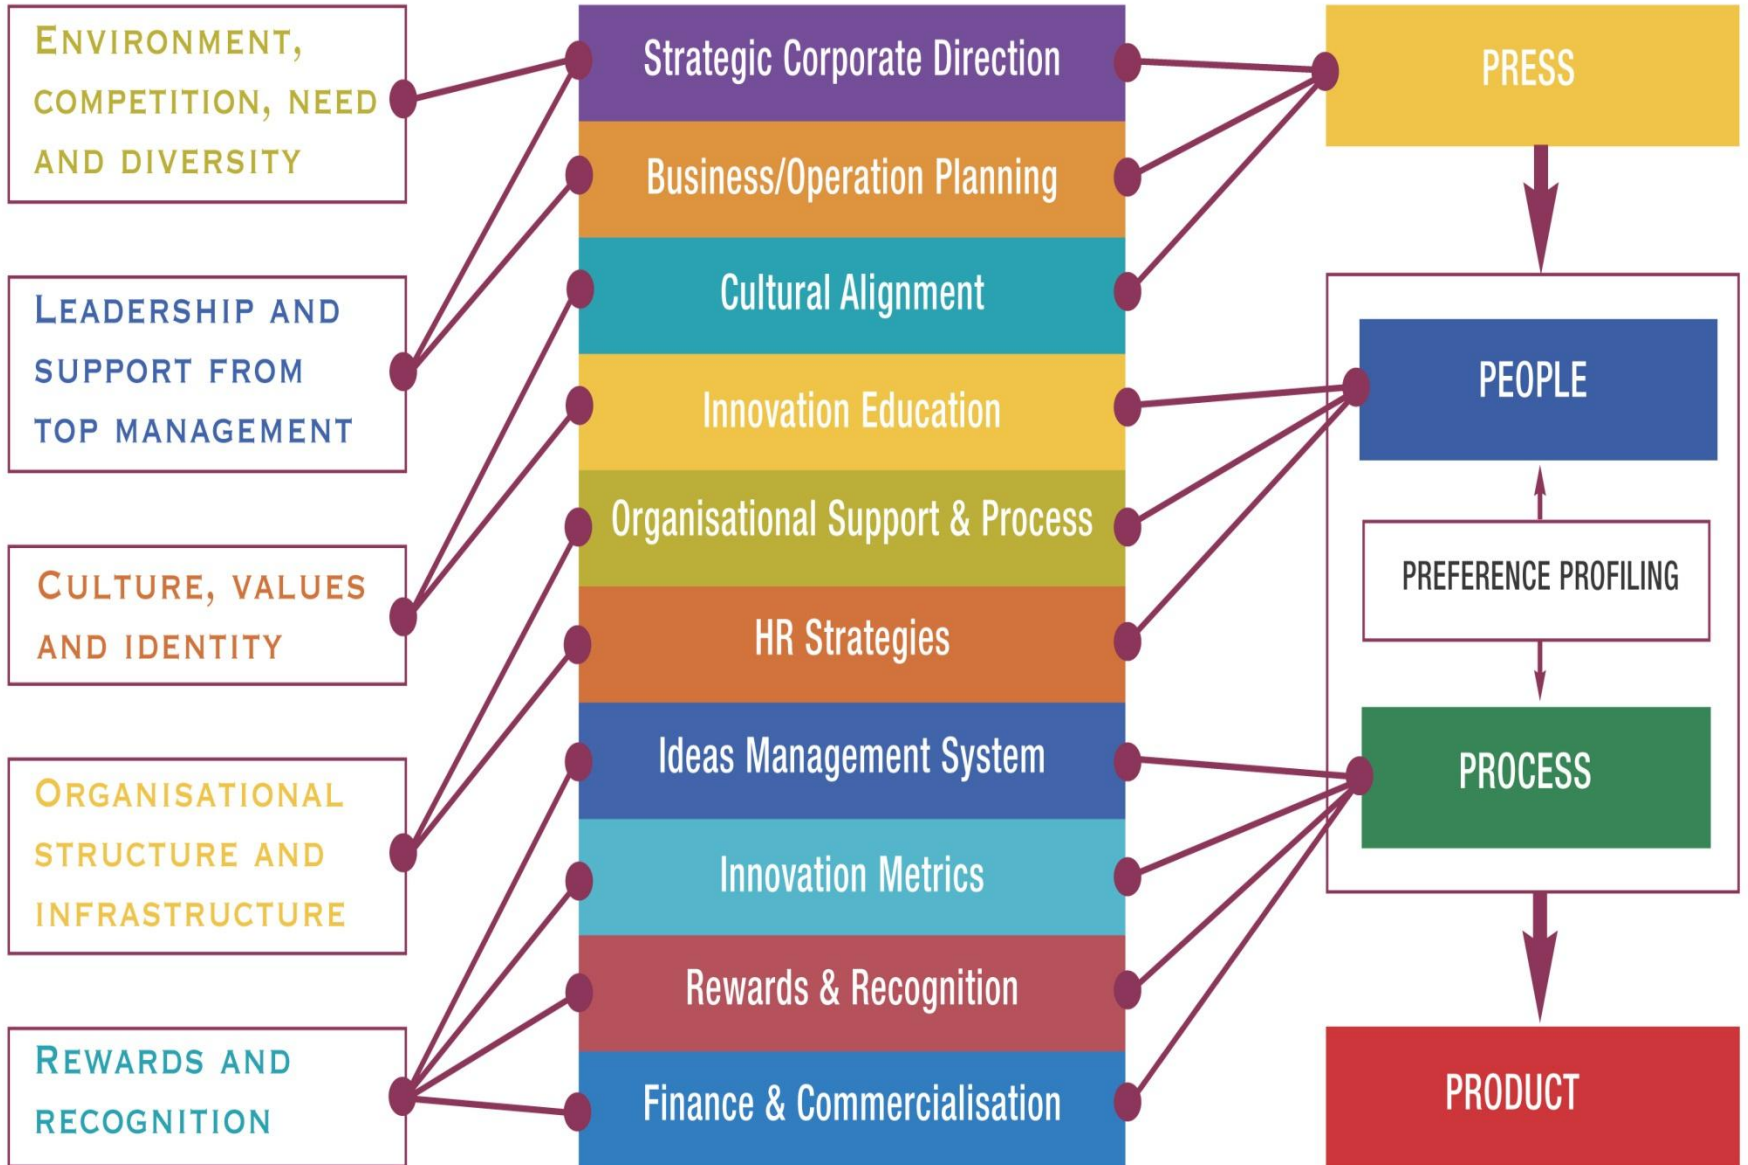 ENVIRONMENT,
COMPETITION, NEED
AND DIVERSITY
LEADERSHIP AND
SUPPORT FROM
TOP MANAGEMENT
CULTURE, VALUES
AND IDENTITY
ORGANISATIONAL
STRUCTURE AND
INFRASTRUCTURE
REWARDS AND
RECOGNITION
Strategic Corporate Direction
Business/Operation Planning
Cultural Alignment
Innovation Education
Organisational Support & Process
HR Strategies
Ideas Management System
Innovation Metrics
Rewards & Recognition
Finance & Commercialisation
PRESS
PEOPLE
PREFERENCE PROFILING
PROCESS
PRODUCT